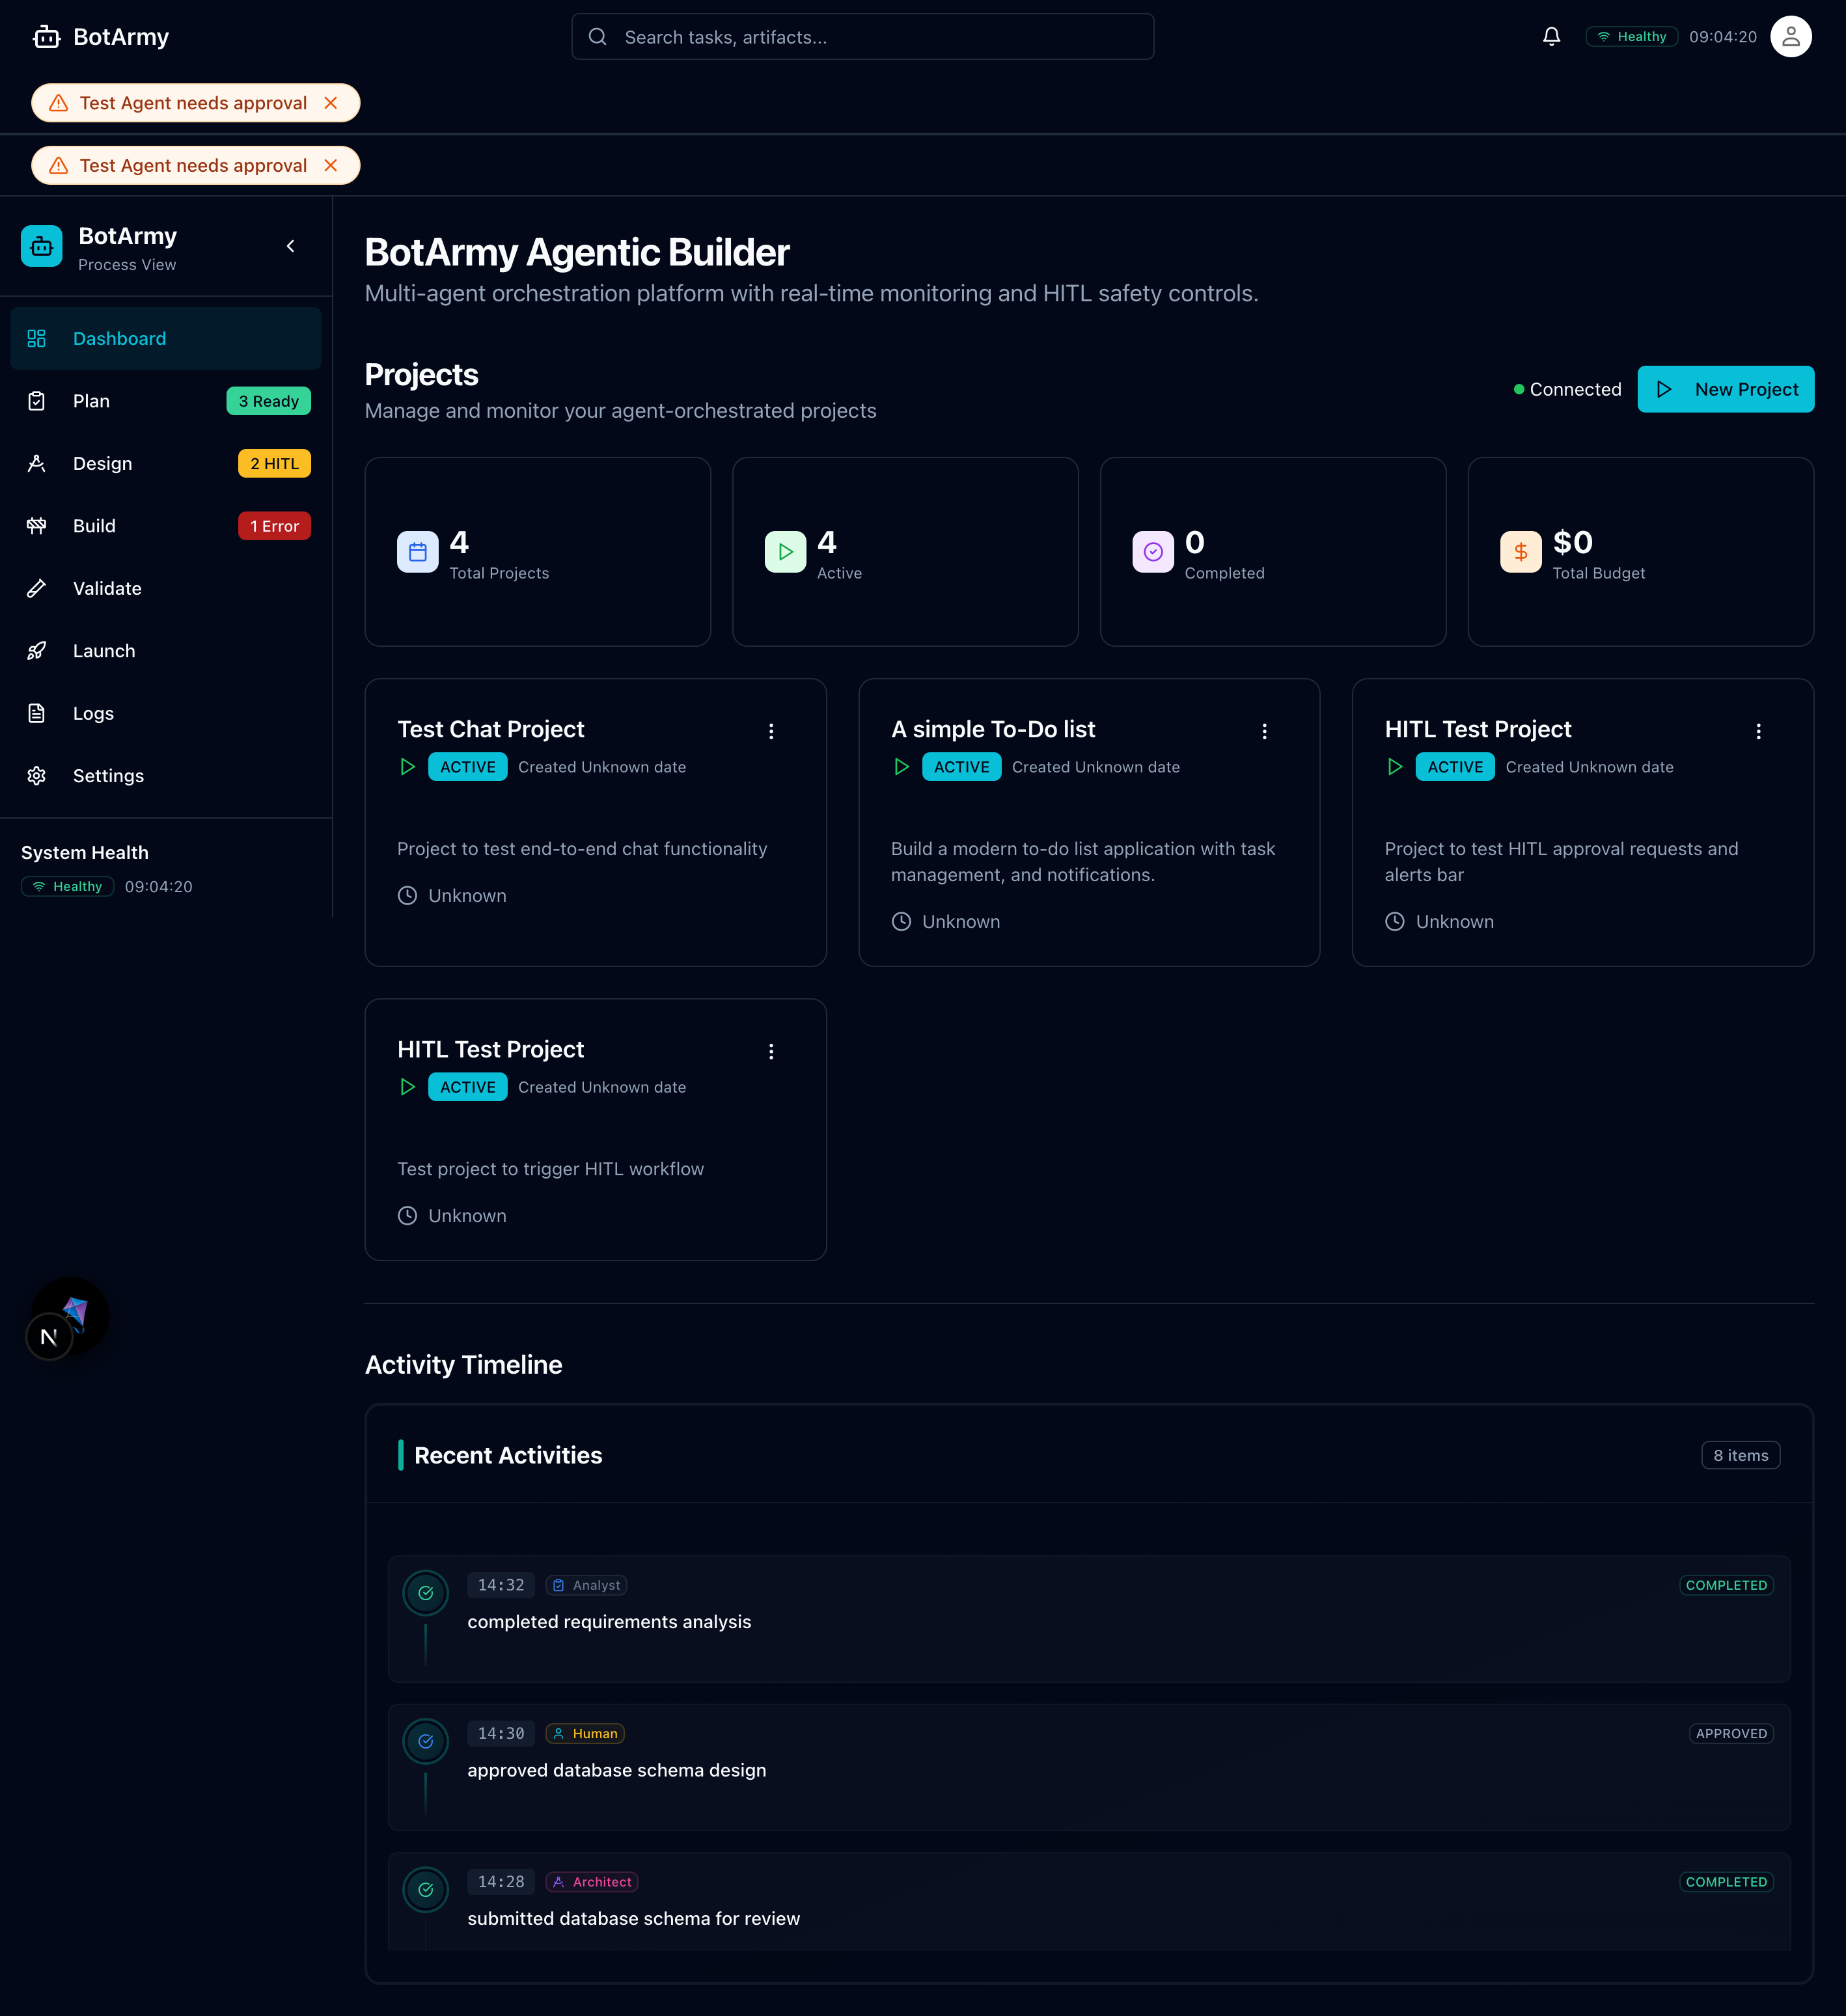 BotArmy
Search tasks, artifacts...
Healthy 09:04:20
Test Agent needs approval
Test Agent needs approval
BotArmy
Process View
Dashboard
Plan 3 Ready
Design 2 HITL
Build 1 Error
Validate
Launch
Logs
Settings
System Health
Healthy 09:04:20
N
BotArmy Agentic Builder
Multi-agent orchestration platform with real-time monitoring and HITL safety controls.
Projects
Manage and monitor your agent-orchestrated projects
Connected
New Project
4
Total Projects
4
Active
0
Completed
$0
Total Budget
Test Chat Project
ACTIVE Created Unknown date
Project to test end-to-end chat functionality
Unknown
A simple To-Do list
ACTIVE Created Unknown date
Build a modern to-do list application with task
management, and notifications.
Unknown
HITL Test Project
ACTIVE Created Unknown date
Project to test HITL approval requests and
alerts bar
Unknown
HITL Test Project
ACTIVE Created Unknown date
Test project to trigger HITL workflow
Unknown
Activity Timeline
Recent Activities
8 items
14:32 Analyst COMPLETED
completed requirements analysis
14:30 Human APPROVED
approved database schema design
14:28 Architect COMPLETED
submitted database schema for review